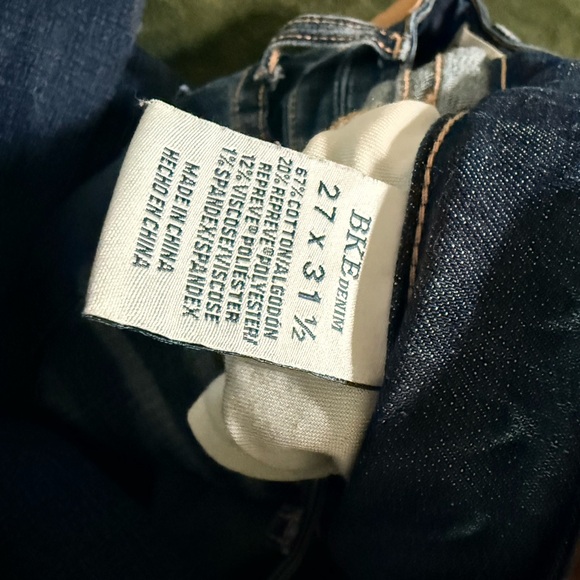 BKE DENIM
27 X 31 ½
67% COTTON/ALGODON
20% REPREVE®POLYESTER/
REPREVE® POLIESTER
12% VISCOSE/VISCOSE
1% SPANDEX/SPANDEX
MADE IN CHINA
HECHO EN CHINA